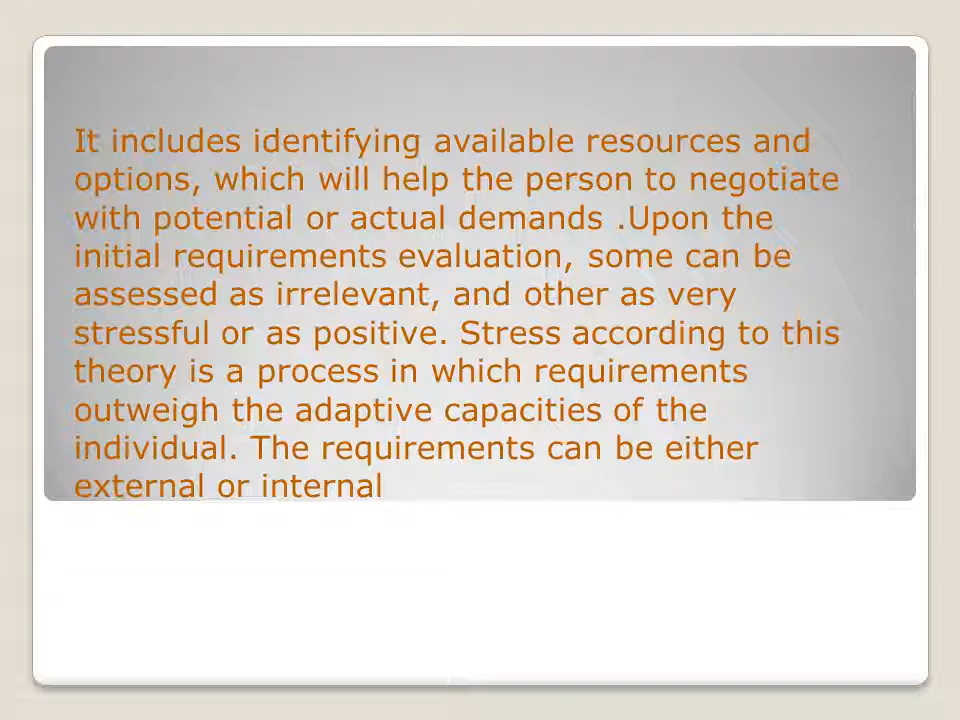 It includes identifying available resources and
options, which will help the person to negotiate
with potential or actual demands .Upon the
initial requirements evaluation, some can be
assessed as irrelevant, and other as very
stressful or as positive. Stress according to this
theory is a process in which requirements
outweigh the adaptive capacities of the
individual. The requirements can be either
external or internal